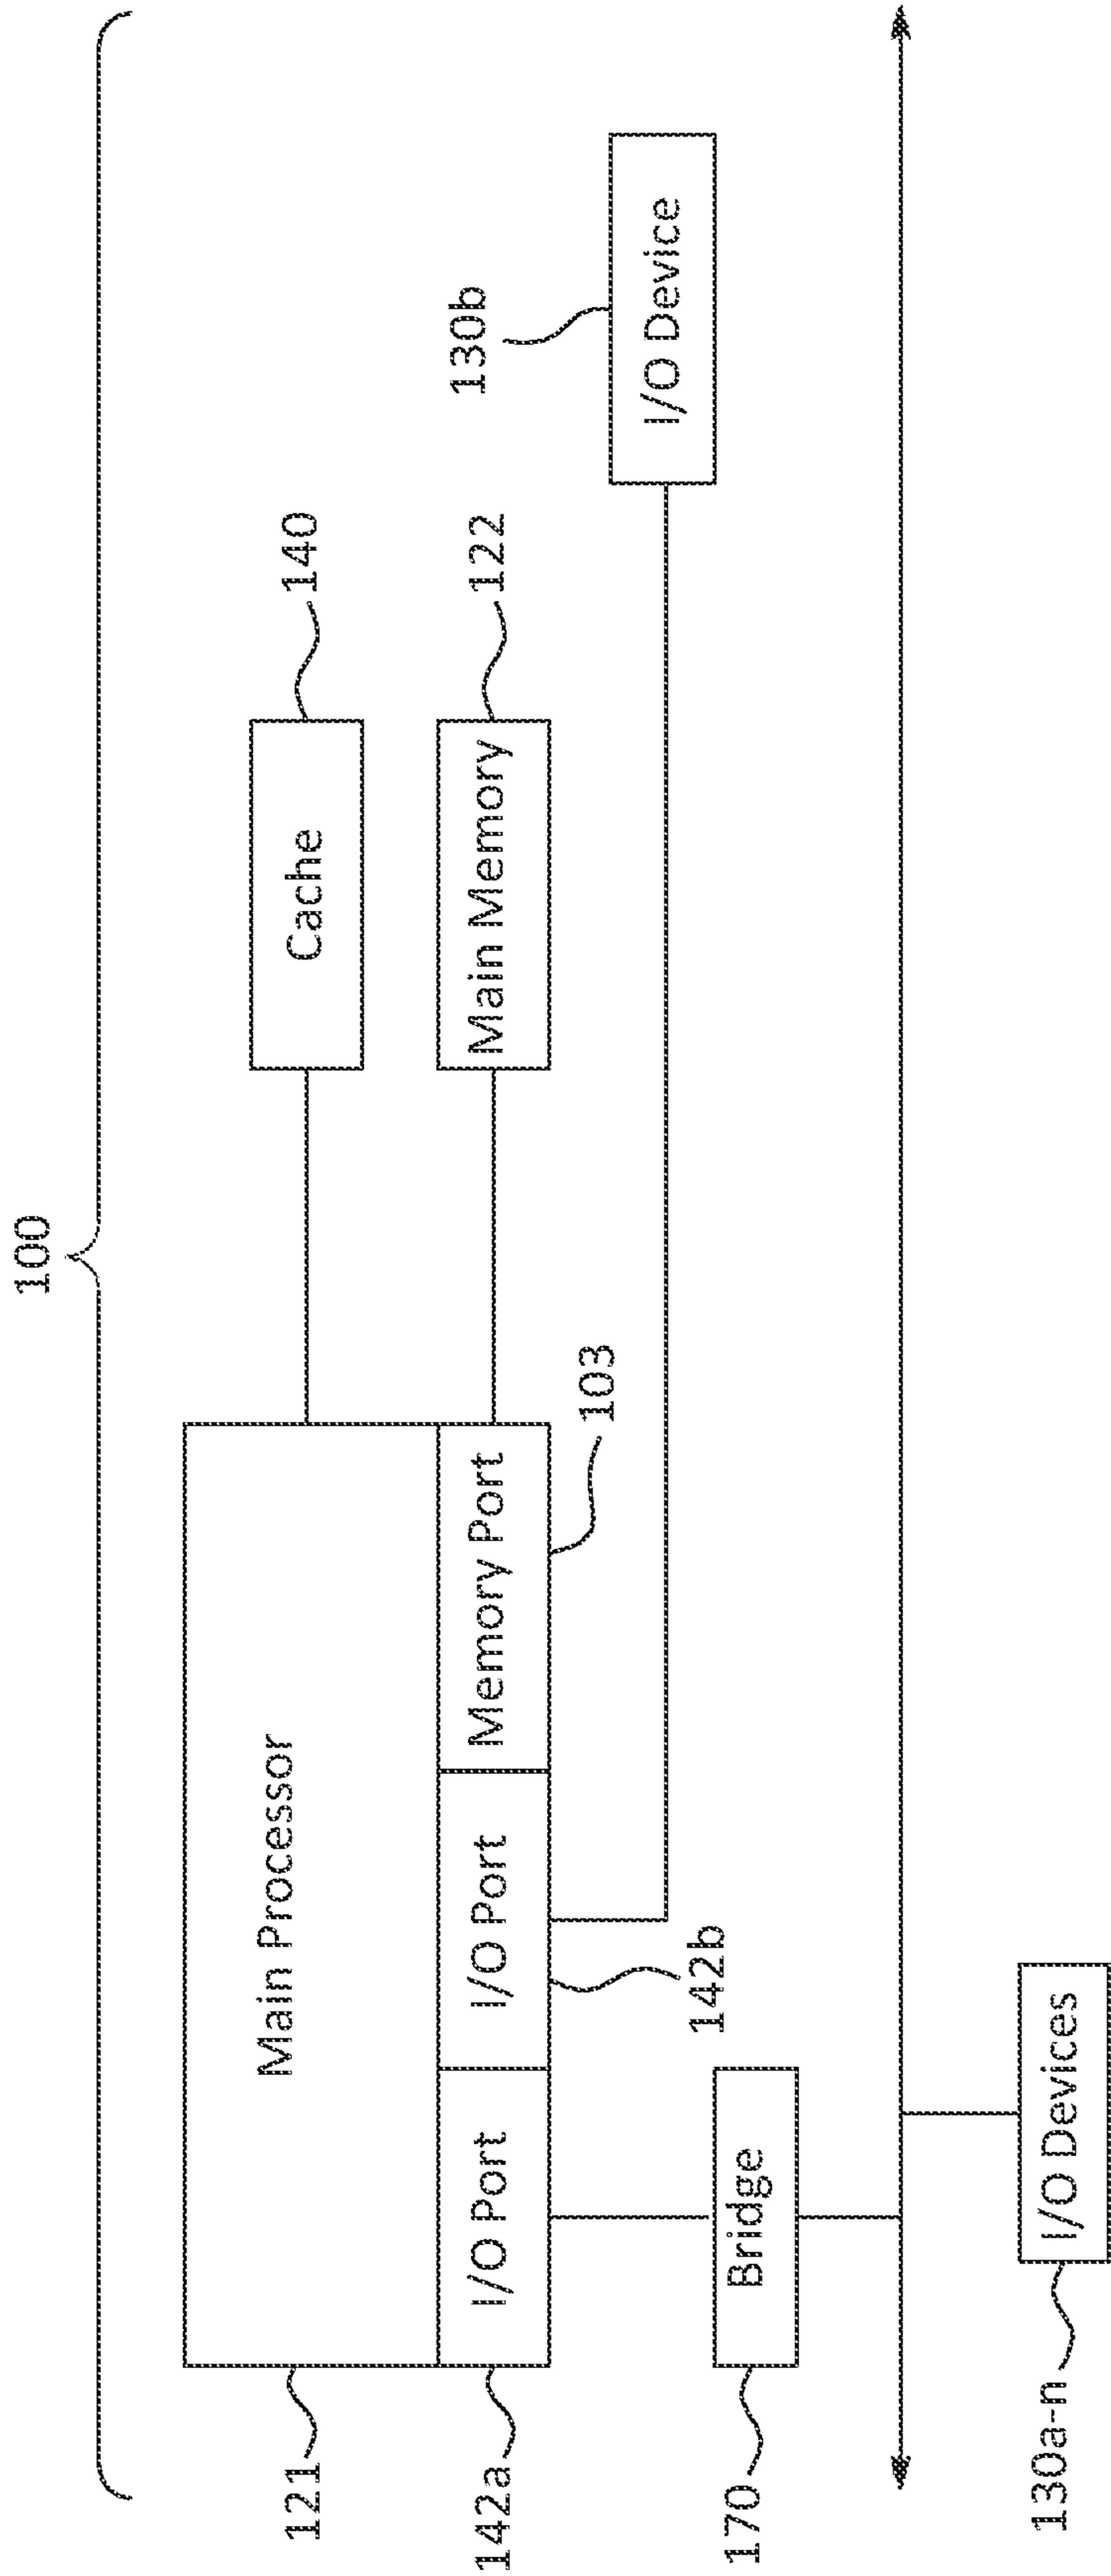 100
Main Processor
121
Cache
140
I/O Port
142a
I/O Port
142b
Memory Port
103
Main Memory
122
130b
I/O Device
Bridge
170
I/O Devices
130a-n